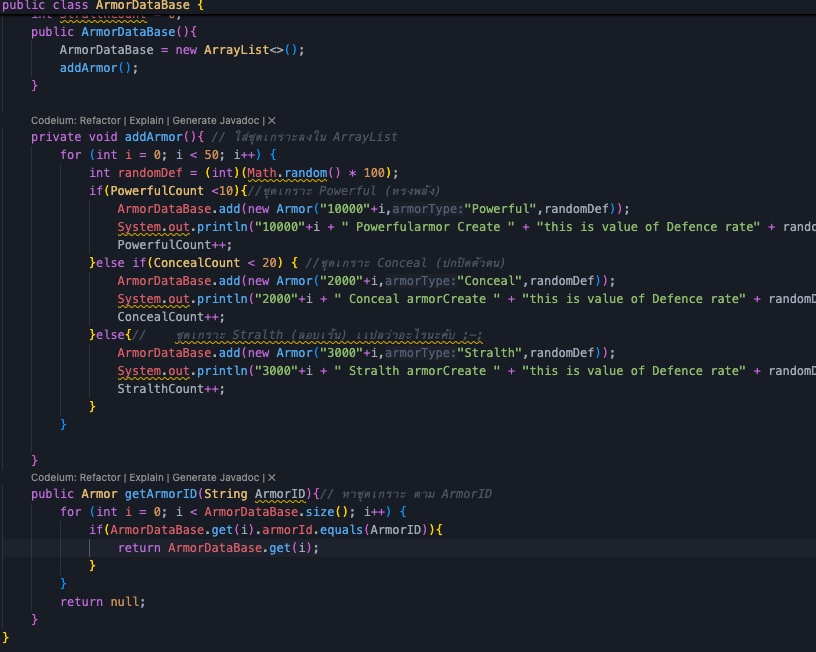 public class ArmorDataBase {
int StralthCount = 0;
public ArmorDataBase(){
ArmorDataBase = new ArrayList<>();
addArmor();
}
Codeium: Refactor | Explain | Generate Javadoc | ✕
private void addArmor(){ // ใส่ชุดเกราะลงใน ArrayList
for (int i = 0; i < 50; i++) {
int randomDef = (int)(Math.random() * 100);
if(PowerfulCount <10){//ชุดเกราะ Powerful (ทรงพลัง)
ArmorDataBase.add(new Armor("10000"+i,armorType:"Powerful",randomDef));
System.out.println("10000"+i + " Powerfularmor Create " + "this is value of Defence rate" + rando
PowerfulCount++;
}else if(ConcealCount < 20) { //ชุดเกราะ Conceal (ปกปิดตัวตน)
ArmorDataBase.add(new Armor("2000"+i,armorType:"Conceal",randomDef));
System.out.println("2000"+i + " Conceal armorCreate " + "this is value of Defence rate" + randomD
ConcealCount++;
}else{// ชุดเกราะ Stralth (ลอบเร้น) เเปลว่าอะไรนะคับ ;-;
ArmorDataBase.add(new Armor("3000"+i,armorType:"Stralth",randomDef));
System.out.println("3000"+i + " Stralth armorCreate " + "this is value of Defence rate" + randomD
StralthCount++;
}
}
}
Codeium: Refactor | Explain | Generate Javadoc | ✕
public Armor getArmorID(String ArmorID){// หาชุดเกราะ ตาม ArmorID
for (int i = 0; i < ArmorDataBase.size(); i++) {
if(ArmorDataBase.get(i).armorId.equals(ArmorID)){
return ArmorDataBase.get(i);
}
}
return null;
}
}